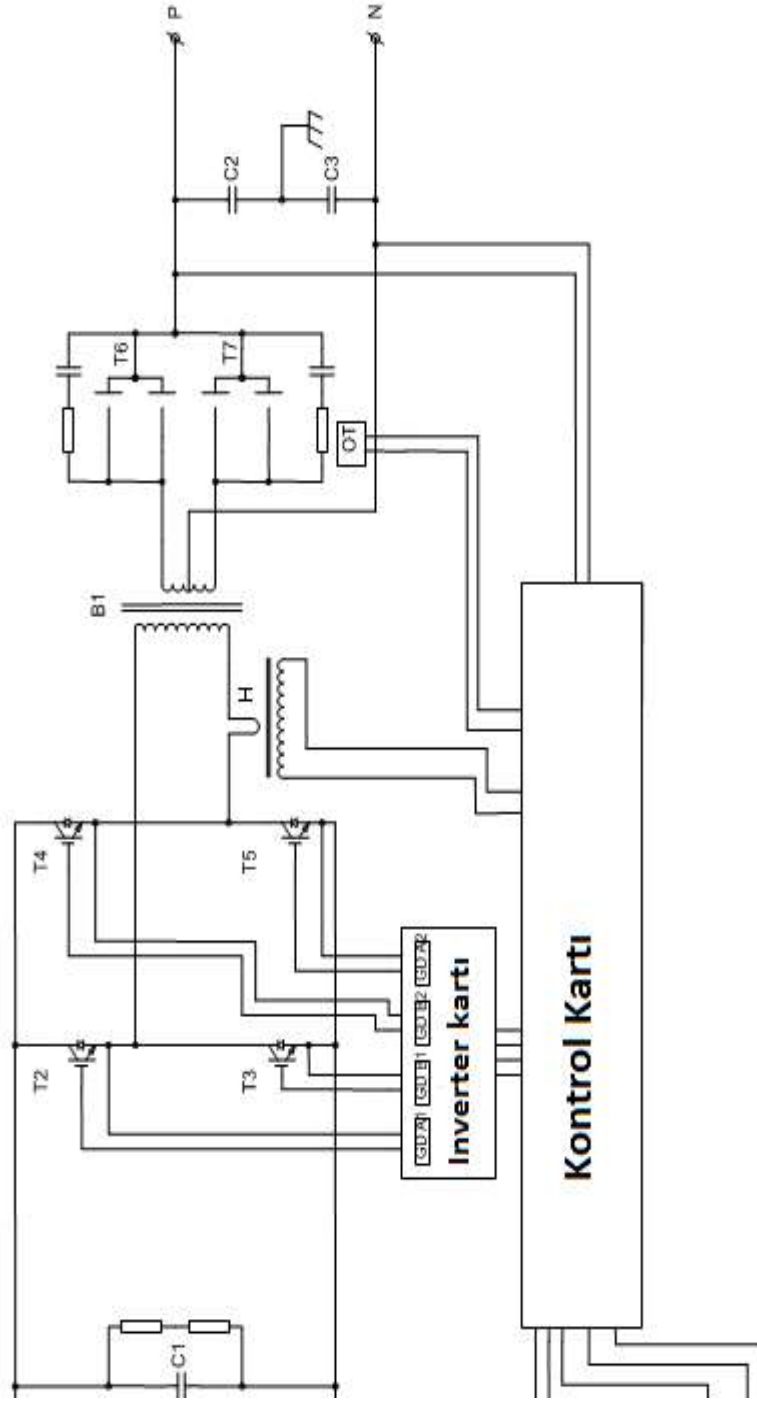 P
N
C2
C3
T6
T7
OT
B1
H
T4
T5
T2
T3
GD A1
GD B1
GD B2
GD A2
Inverter kartı
Kontrol Kartı
C1